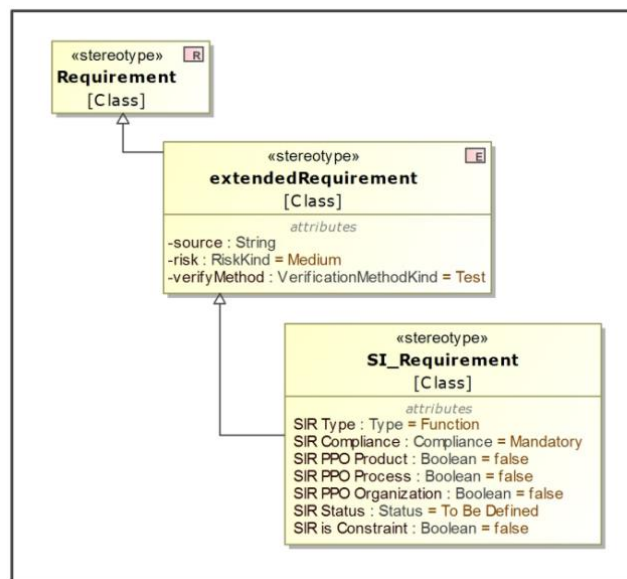 «stereotype» R
Requirement
[Class]
«stereotype» E
extendedRequirement
[Class]
attributes
-source : String
-risk : RiskKind = Medium
-verifyMethod : VerificationMethodKind = Test
«stereotype»
SI_Requirement
[Class]
attributes
SIR Type : Type = Function
SIR Compliance : Compliance = Mandatory
SIR PPO Product : Boolean = false
SIR PPO Process : Boolean = false
SIR PPO Organization : Boolean = false
SIR Status : Status = To Be Defined
SIR is Constraint : Boolean = false